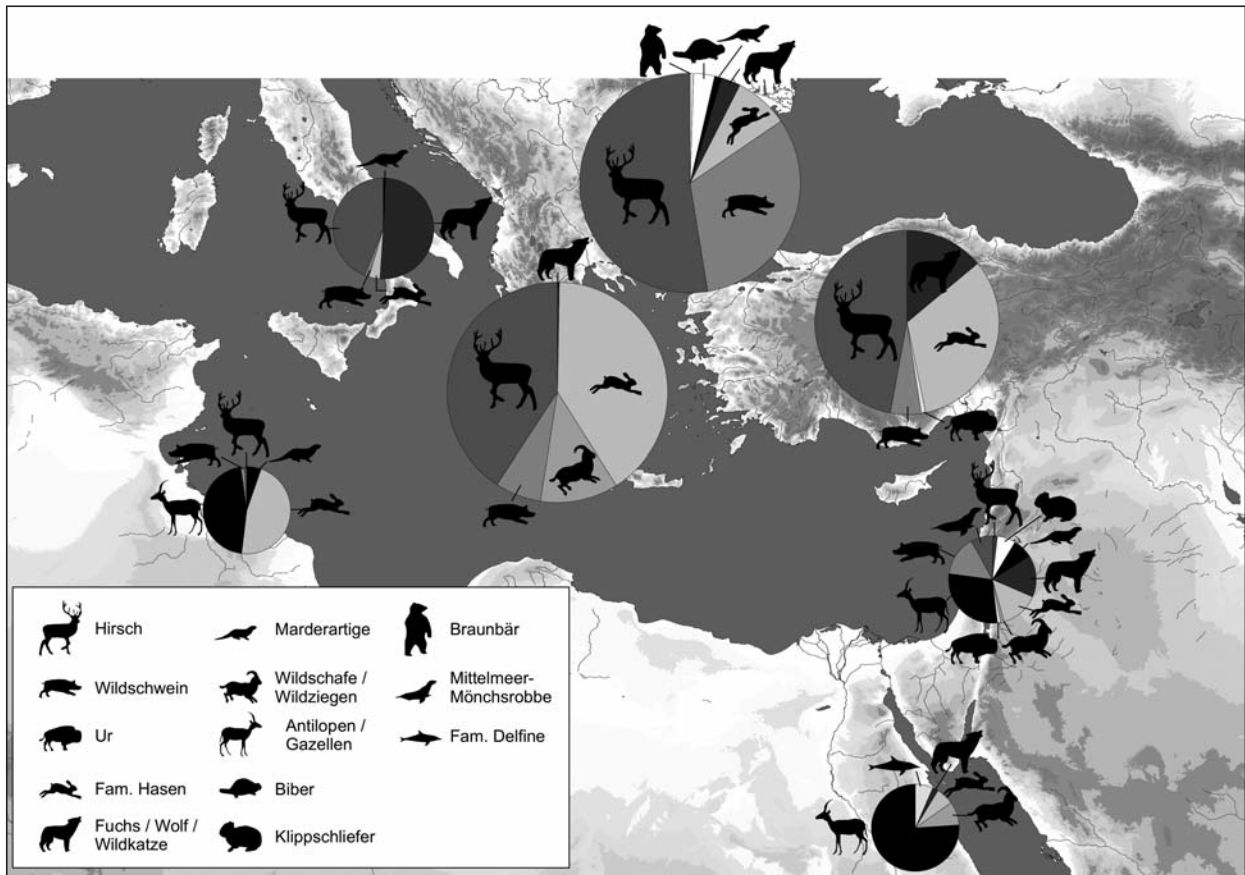 Hirsch
Wildschwein
Ur
Fam. Hasen
Fuchs / Wolf /
Wildkatze
Marderartige
Wildschafe /
Wildziegen
Antilopen /
Gazellen
Biber
Klippschliefer
Braunbär
Mittelmeer-
Mönchsrobbe
Fam. Delfine